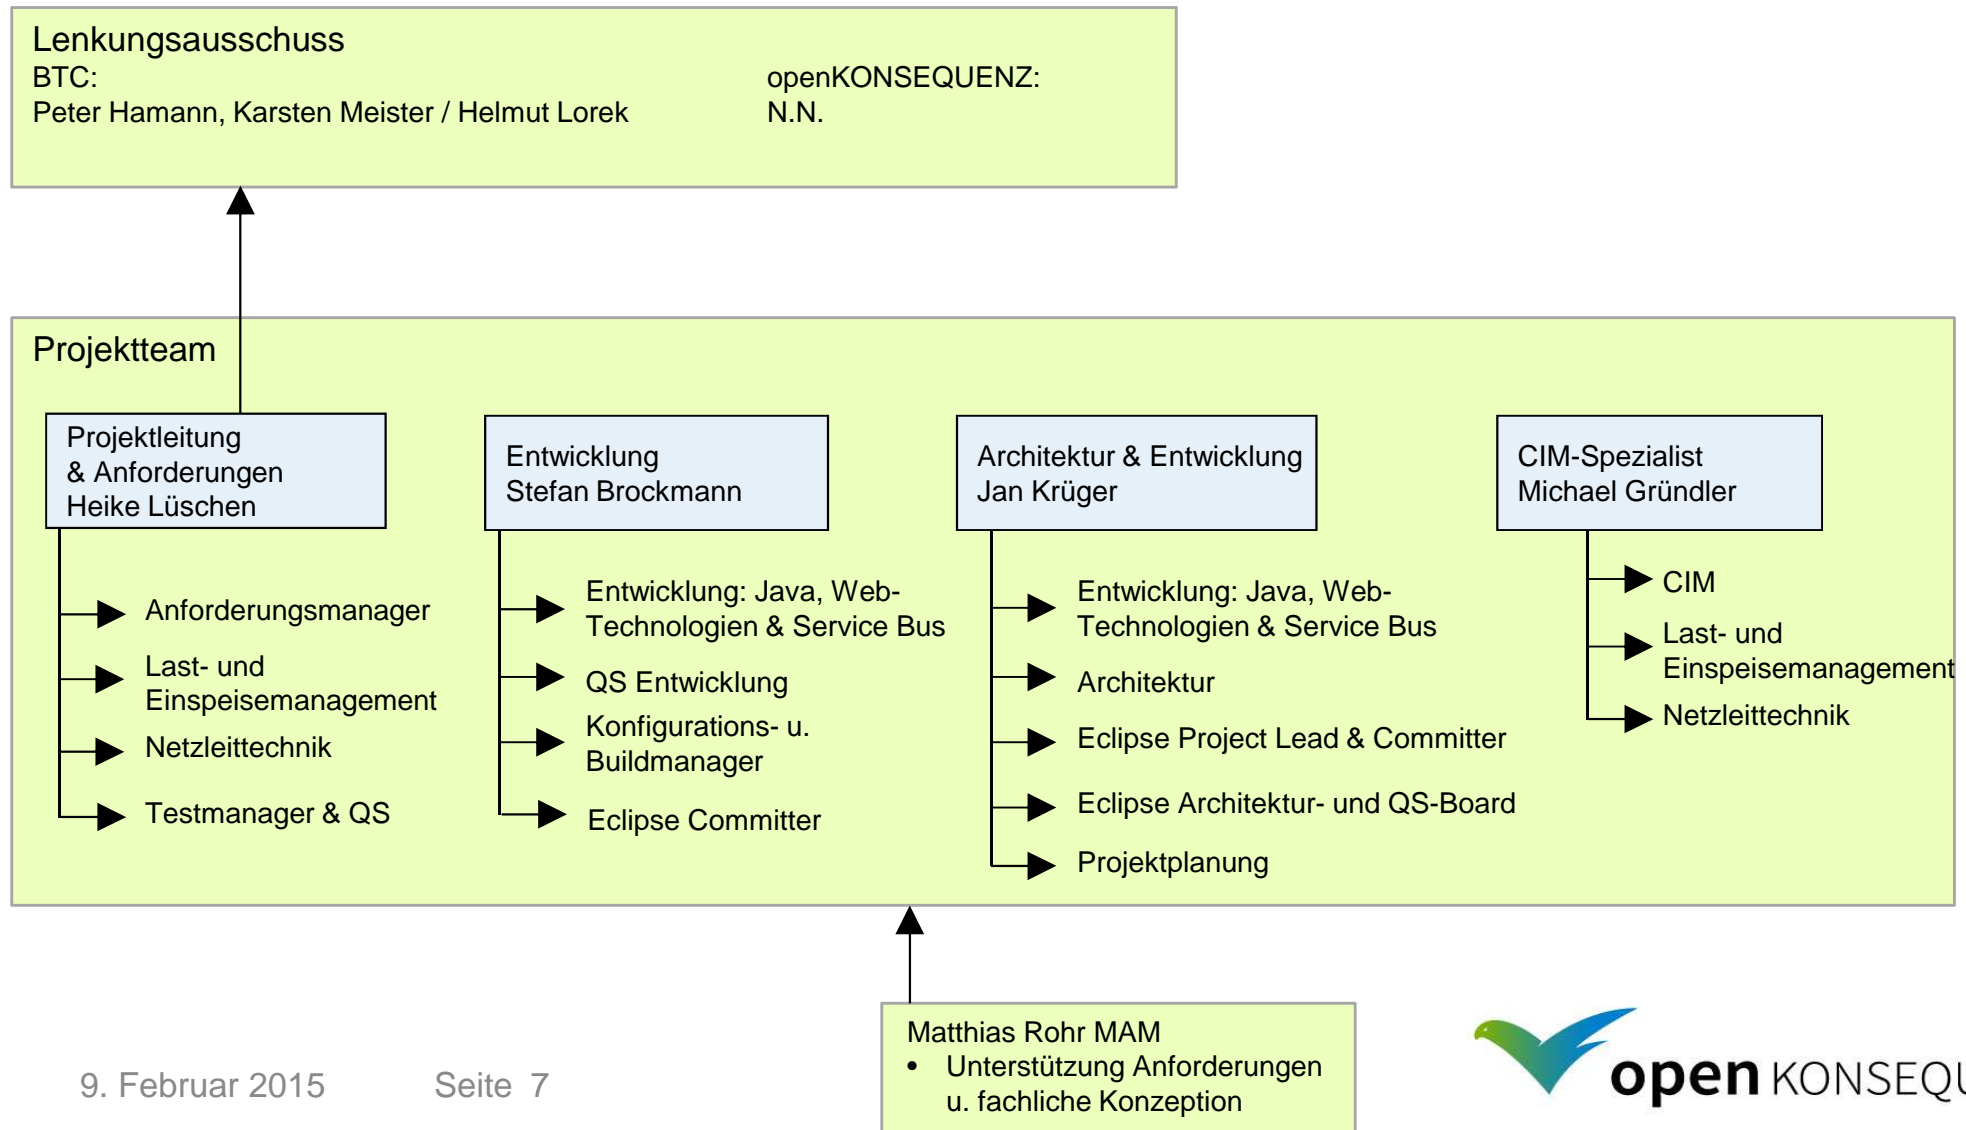 Lenkungsausschuss
BTC:
Peter Hamann, Karsten Meister / Helmut Lorek
openKONSEQUENZ:
N.N.
Projektteam
Projektleitung
& Anforderungen
Heike Lüschen
Anforderungsmanager
Last- und
Einspeisemanagement
Netzleittechnik
Testmanager & QS
Entwicklung
Stefan Brockmann
Entwicklung: Java, Web-
Technologien & Service Bus
QS Entwicklung
Konfigurations- u.
Buildmanager
Eclipse Committer
Architektur & Entwicklung
Jan Krüger
Entwicklung: Java, Web-
Technologien & Service Bus
Architektur
Eclipse Project Lead & Committer
Eclipse Architektur- und QS-Board
Projektplanung
CIM-Spezialist
Michael Gründler
CIM
Last- und
Einspeisemanagement
Netzleittechnik
Matthias Rohr MAM
• Unterstützung Anforderungen
u. fachliche Konzeption
9. Februar 2015 Seite 7
open KONSEQU